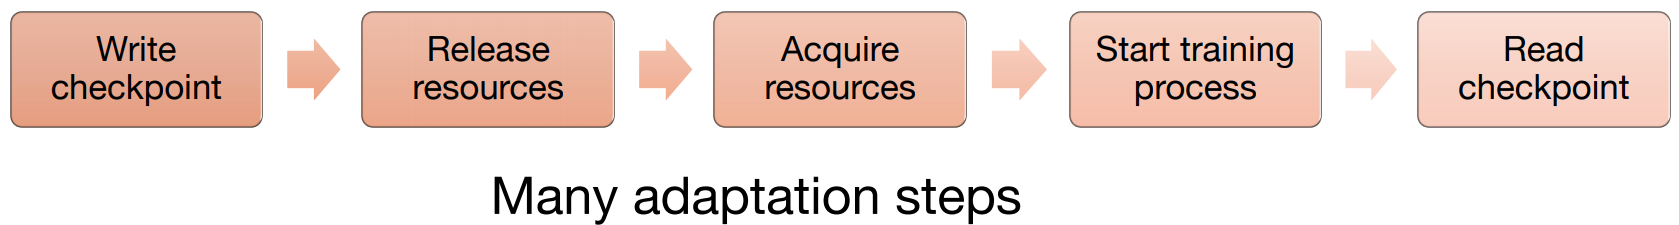 Write
checkpoint
Release
resources
Acquire
resources
Start training
process
Read
checkpoint
Many adaptation steps